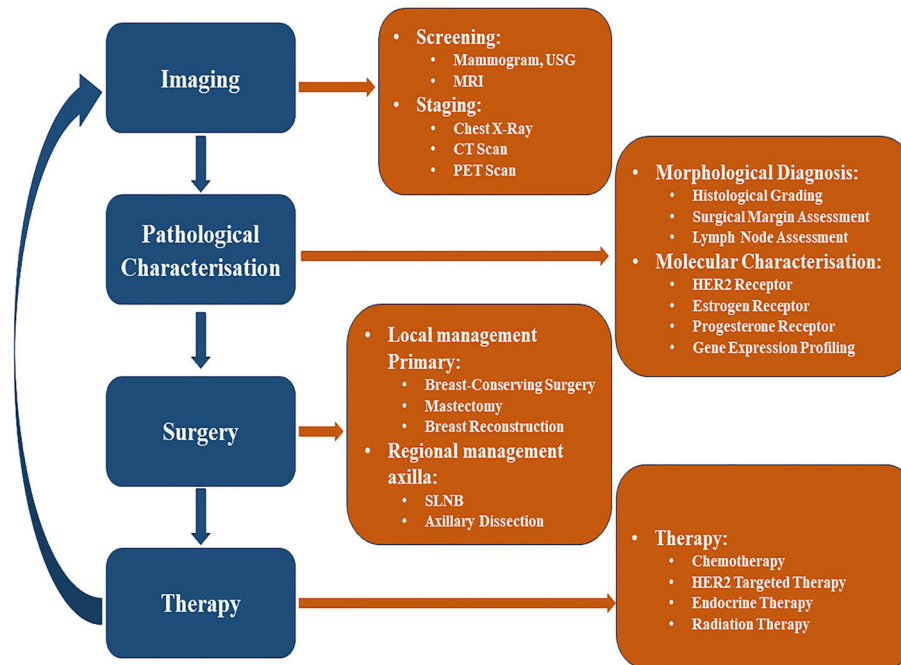 Imaging
Screening:
Mammogram, USG
MRI
Staging:
Chest X-Ray
CT Scan
PET Scan
Pathological
Characterisation
Morphological Diagnosis:
Histological Grading
Surgical Margin Assessment
Lymph Node Assessment
Molecular Characterisation:
HER2 Receptor
Estrogen Receptor
Progesterone Receptor
Gene Expression Profiling
Surgery
Local management
Primary:
Breast-Conserving Surgery
Mastectomy
Breast Reconstruction
Regional management
axilla:
SLNB
Axillary Dissection
Therapy
Therapy:
Chemotherapy
HER2 Targeted Therapy
Endocrine Therapy
Radiation Therapy